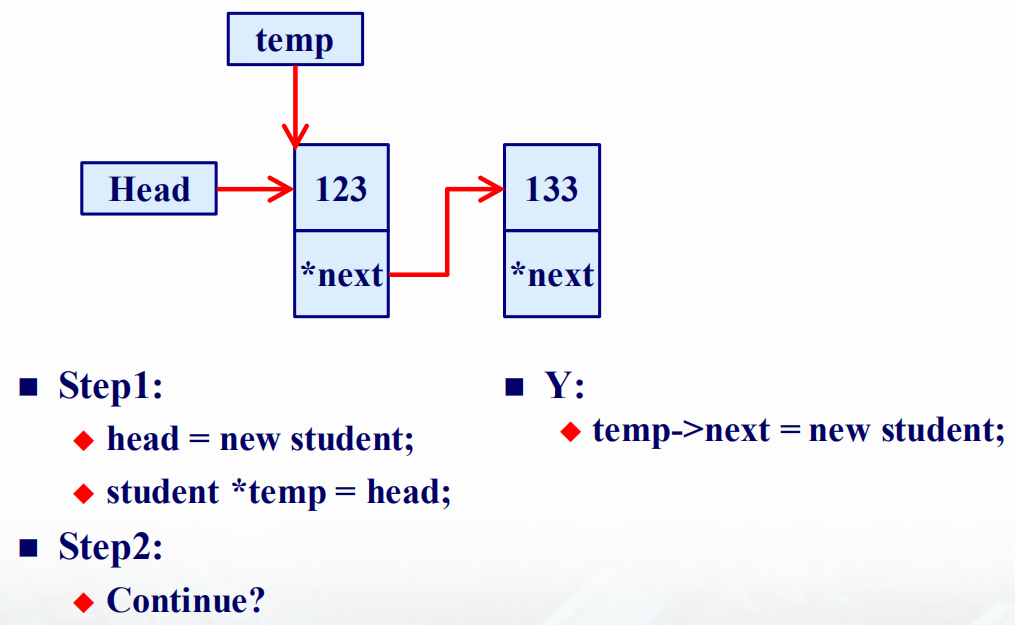 temp
Head
123
133
*next
*next
Step1:
head = new student;
student *temp = head;
Step2:
Continue?
Y:
temp->next = new student;